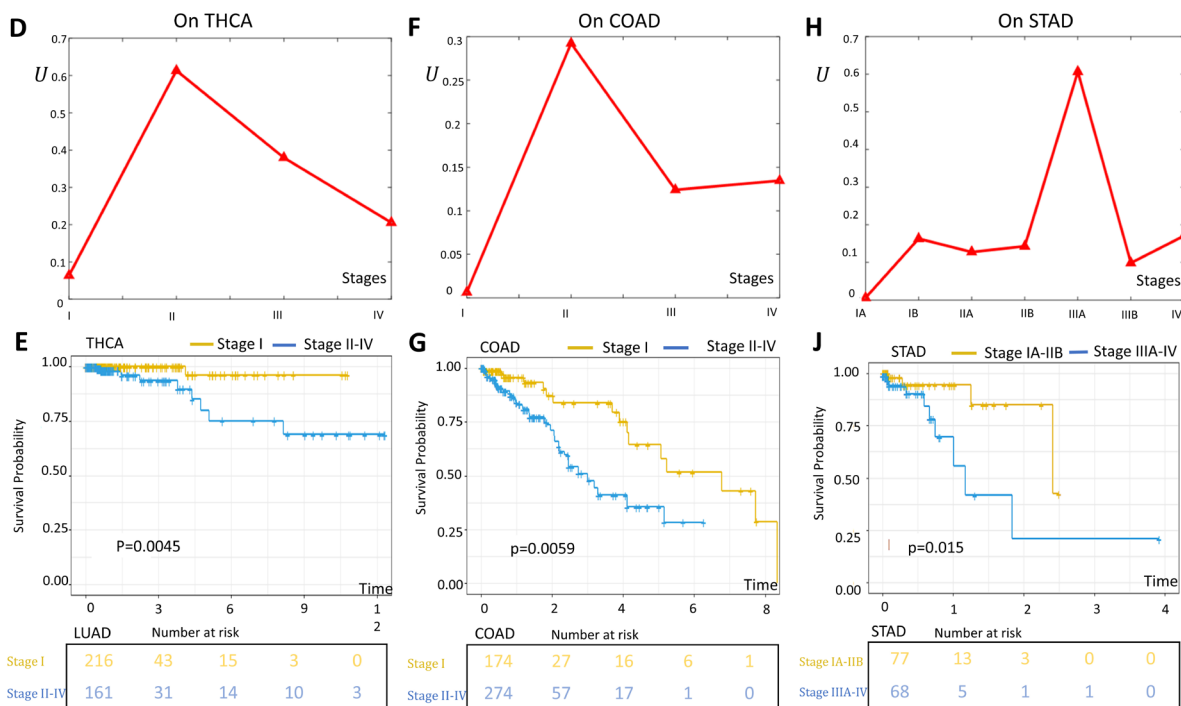 D
On THCA
0.7
0.6
0.5
0.4
0.3
0.2
0.1
0
U
Stages
I II III IV
F
On COAD
0.3
0.25
0.2
0.15
0.1
0.05
0
U
Stages
I II III IV
H
On STAD
0.7
0.6
0.5
0.4
0.3
0.2
0.1
0
U
Stages
IA IB IIA IIB IIIA IIIB IV
E
THCA
Stage I Stage II-IV
1.00
0.75
0.50
0.25
0.00
Survival Probability
P=0.0045
Time
0 3 6 9 1
2
LUAD Number at risk
Stage I 216 43 15 3 0
Stage II-IV 161 31 14 10 3
G
COAD
Stage I Stage II-IV
1.00
0.75
0.50
0.25
0.00
Survival Probability
p=0.0059
Time
0 2 4 6 8
COAD Number at risk
Stage I 174 27 16 6 1
Stage II-IV 274 57 17 1 0
J
STAD
Stage IA-IIB Stage IIIA-IV
1.00
0.75
0.50
0.25
0.00
Survival Probability
p=0.015
Time
0 1 2 3 4
STAD Number at risk
Stage IA-IIB 77 13 3 0 0
Stage IIIA-IV 68 5 1 1 0